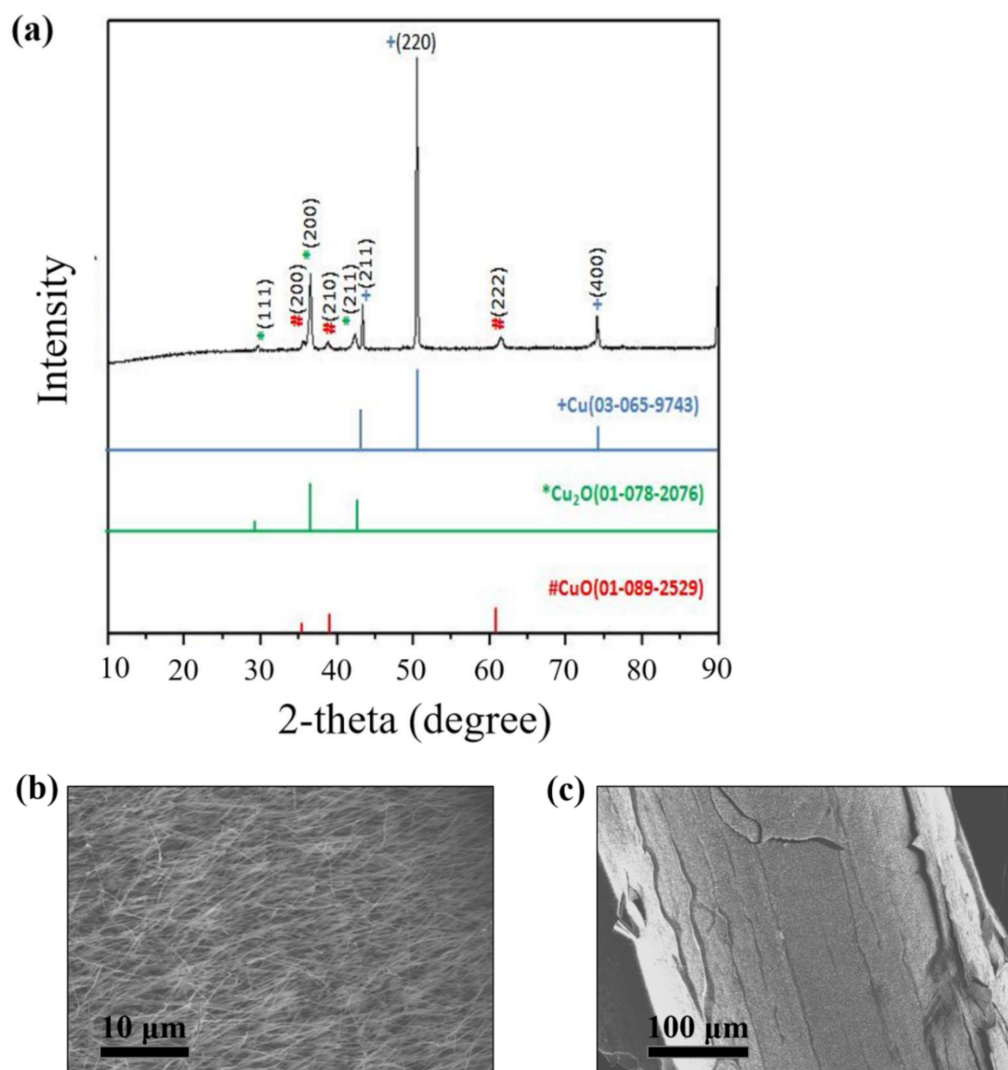 (a)
+(220)
*(111)
#(200)
*(200)
#(210)
*(211)
+(211)
#(222)
+(400)
Intensity
+Cu(03-065-9743)
*Cu₂O(01-078-2076)
#CuO(01-089-2529)
10 20 30 40 50 60 70 80 90
2-theta (degree)
(b)
(c)
10 μm
100 μm